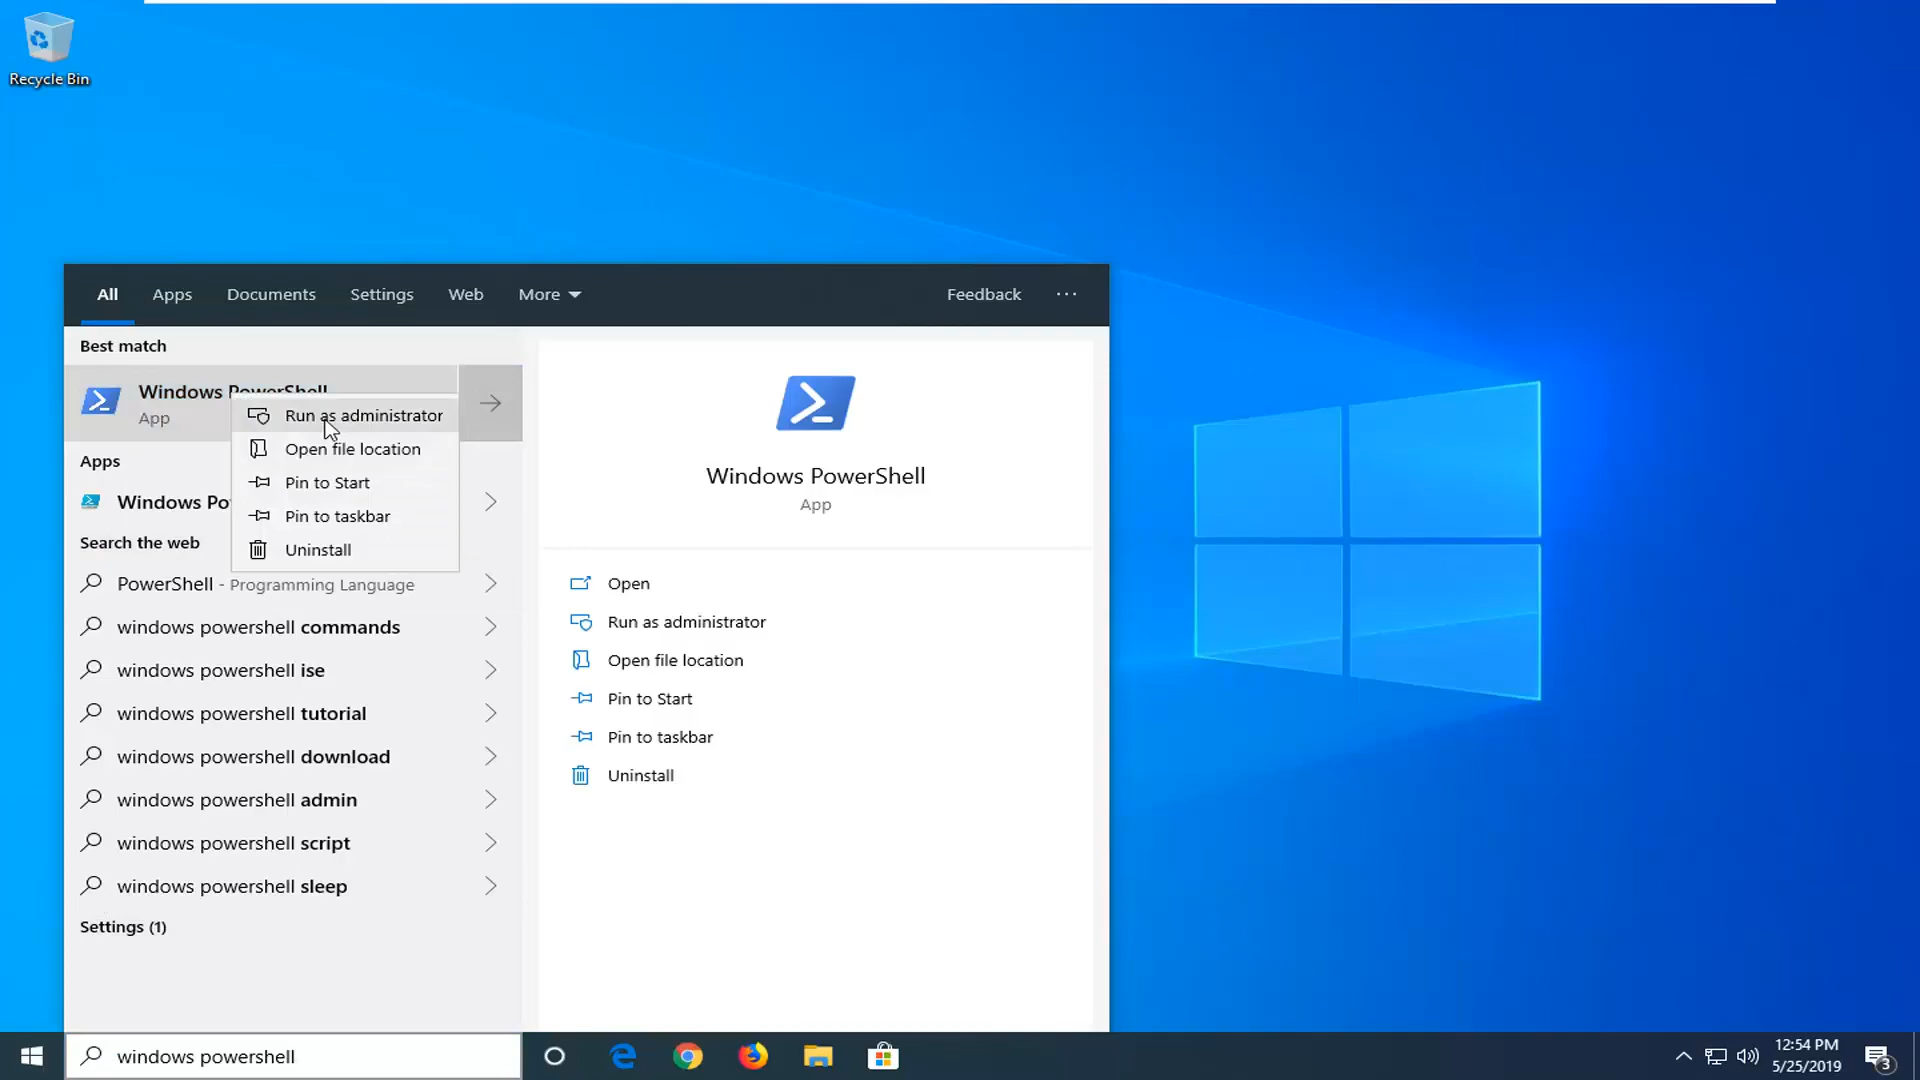 Recycle Bin
All Apps Documents Settings Web More Feedback ...
Best match
Windows PowerShell
App
Run as administrator
Open file location
Pin to Start
Pin to taskbar
Uninstall
Apps
Windows Po
Search the web
PowerShell - Programming Language
windows powershell commands
windows powershell ise
windows powershell tutorial
windows powershell download
windows powershell admin
windows powershell script
windows powershell sleep
Settings (1)
Windows PowerShell
App
Open
Run as administrator
Open file location
Pin to Start
Pin to taskbar
Uninstall
windows powershell
12:54 PM
5/25/2019
3